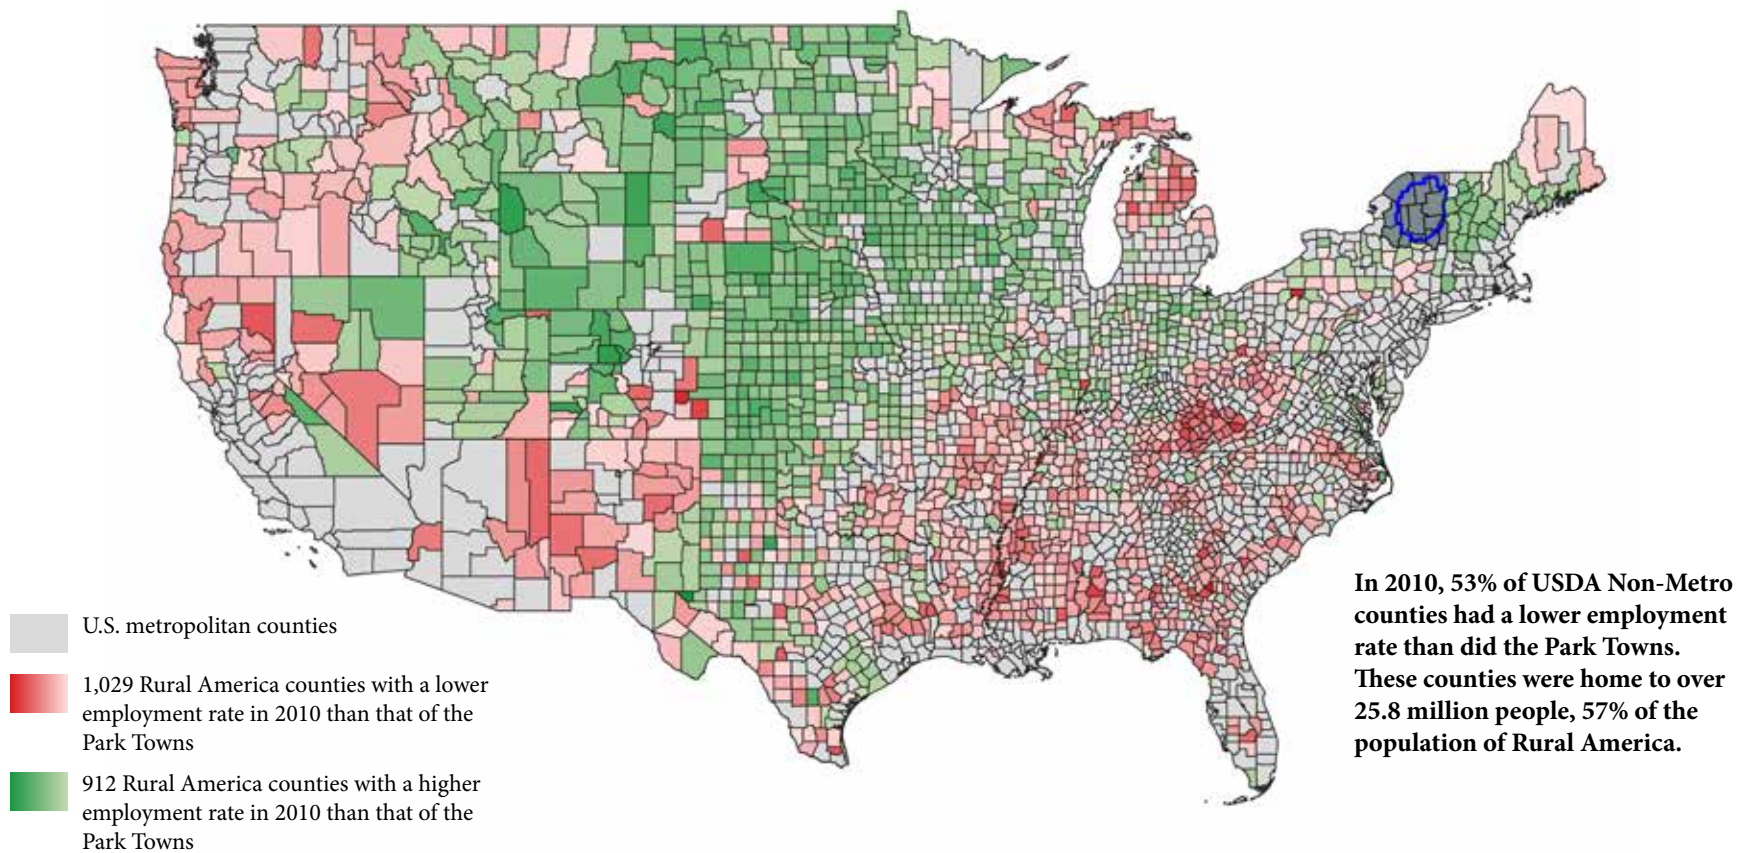 In 2010, 53% of USDA Non-Metro
counties had a lower employment
rate than did the Park Towns.
These counties were home to over
25.8 million people, 57% of the
population of Rural America.
U.S. metropolitan counties
1,029 Rural America counties with a lower
employment rate in 2010 than that of the
Park Towns
912 Rural America counties with a higher
employment rate in 2010 than that of the
Park Towns